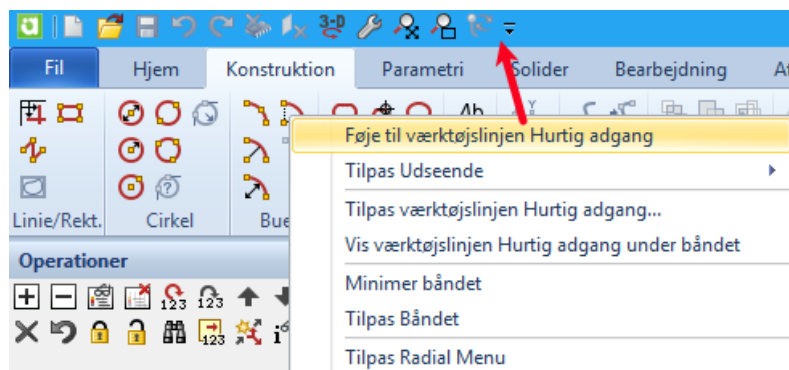 3-D
Fil Hjem Konstruktion Parametri Solider Bearbejdning
Linie/Rekt. Cirkel Bue
Føje til værktøjslinjen Hurtig adgang
Tilpas Udseende
Tilpas værktøjslinjen Hurtig adgang...
Vis værktøjslinjen Hurtig adgang under båndet
Minimer båndet
Tilpas Båndet
Tilpas Radial Menu
Operationer
123 123
123